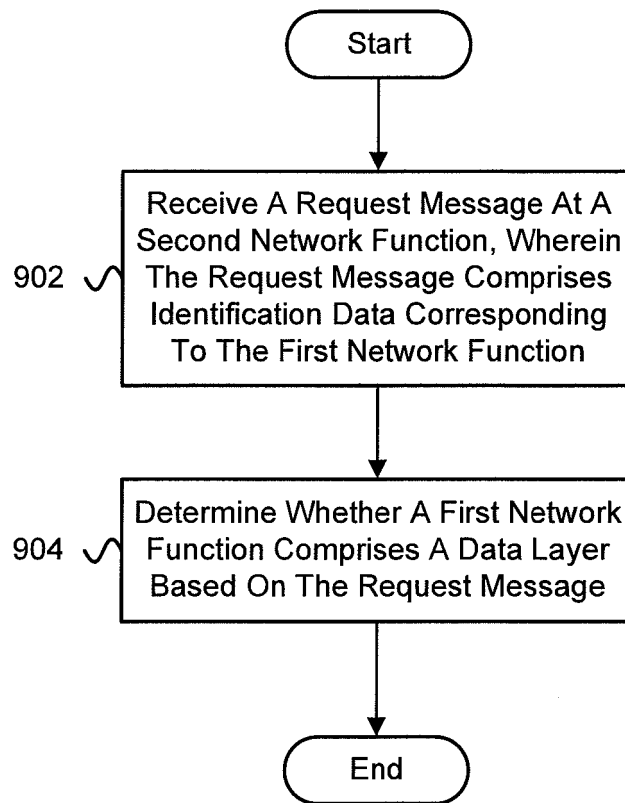 Start
Receive A Request Message At A
Second Network Function, Wherein
The Request Message Comprises
Identification Data Corresponding
To The First Network Function
902
Determine Whether A First Network
Function Comprises A Data Layer
Based On The Request Message
904
End